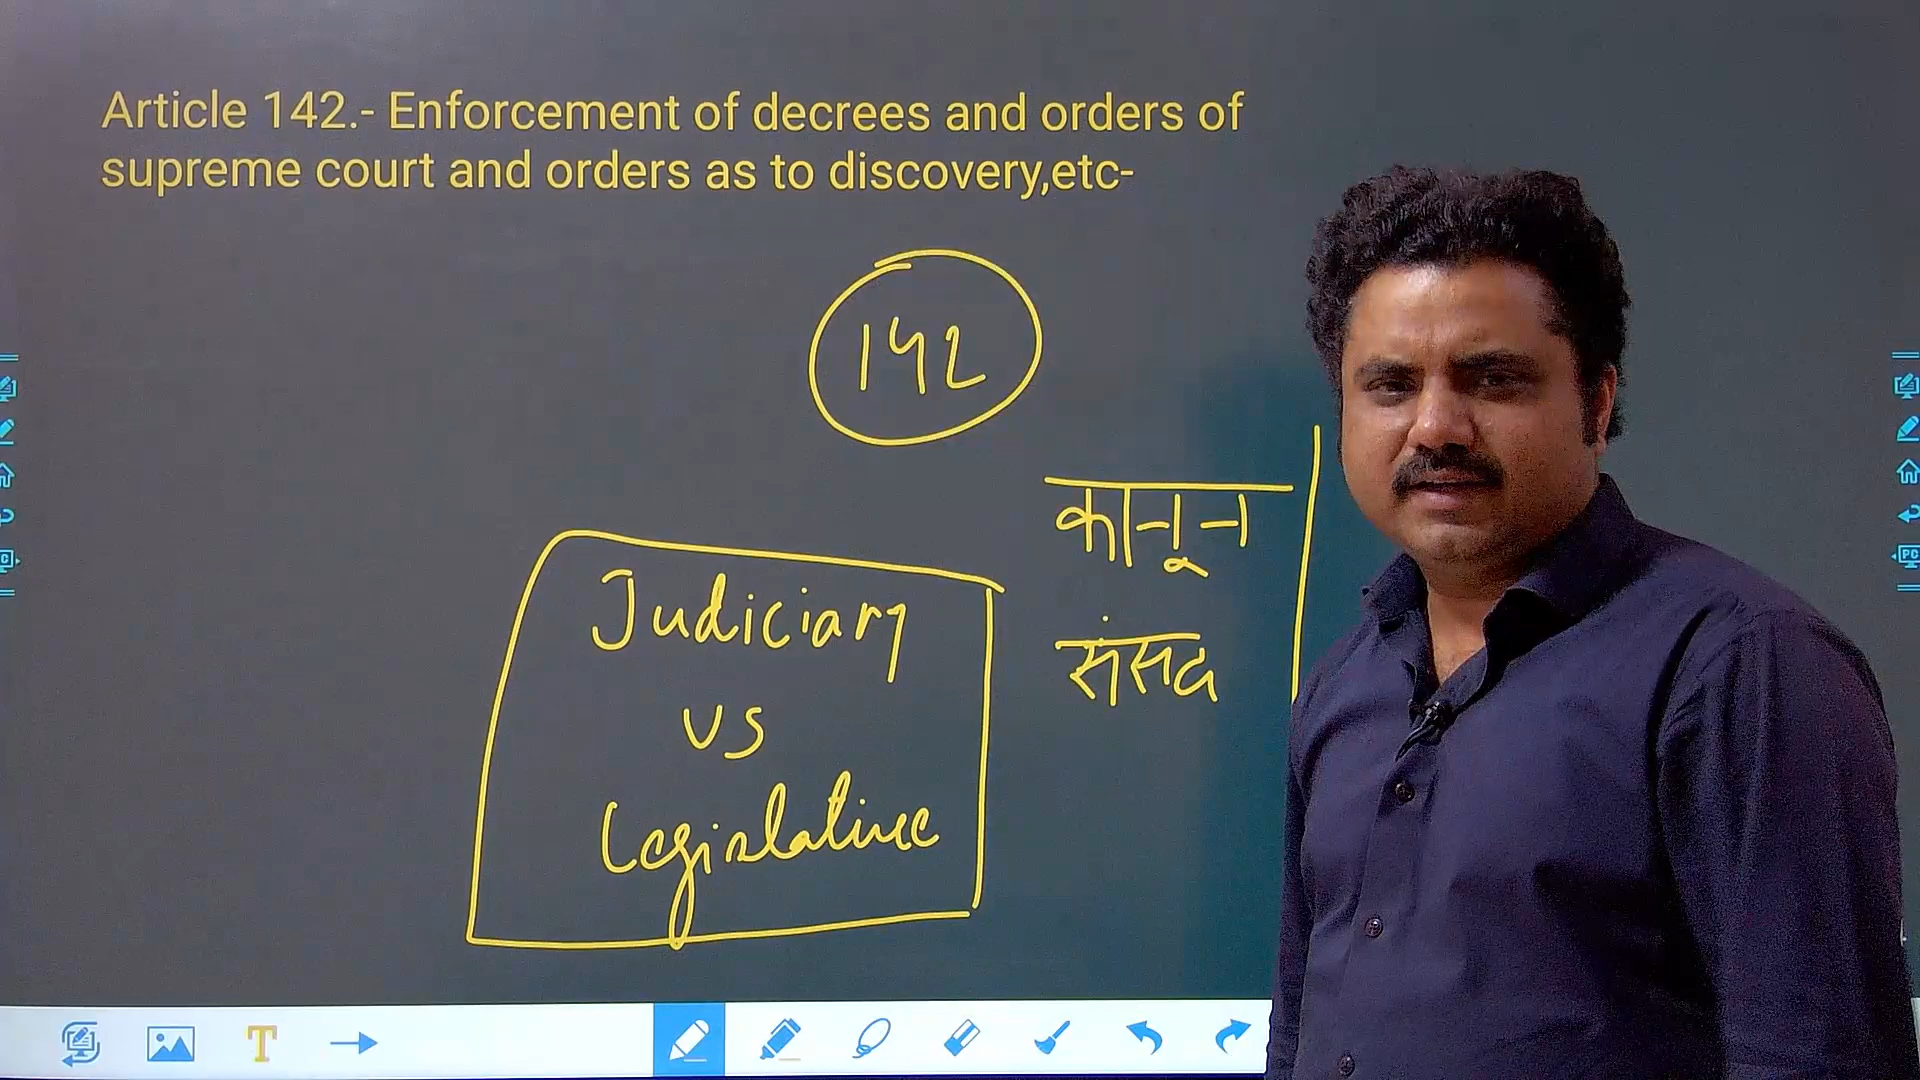 Article 142.- Enforcement of decrees and orders of
supreme court and orders as to discovery,etc-
142
कानून
संसद
Judiciary
vs
Legislative
T
PC